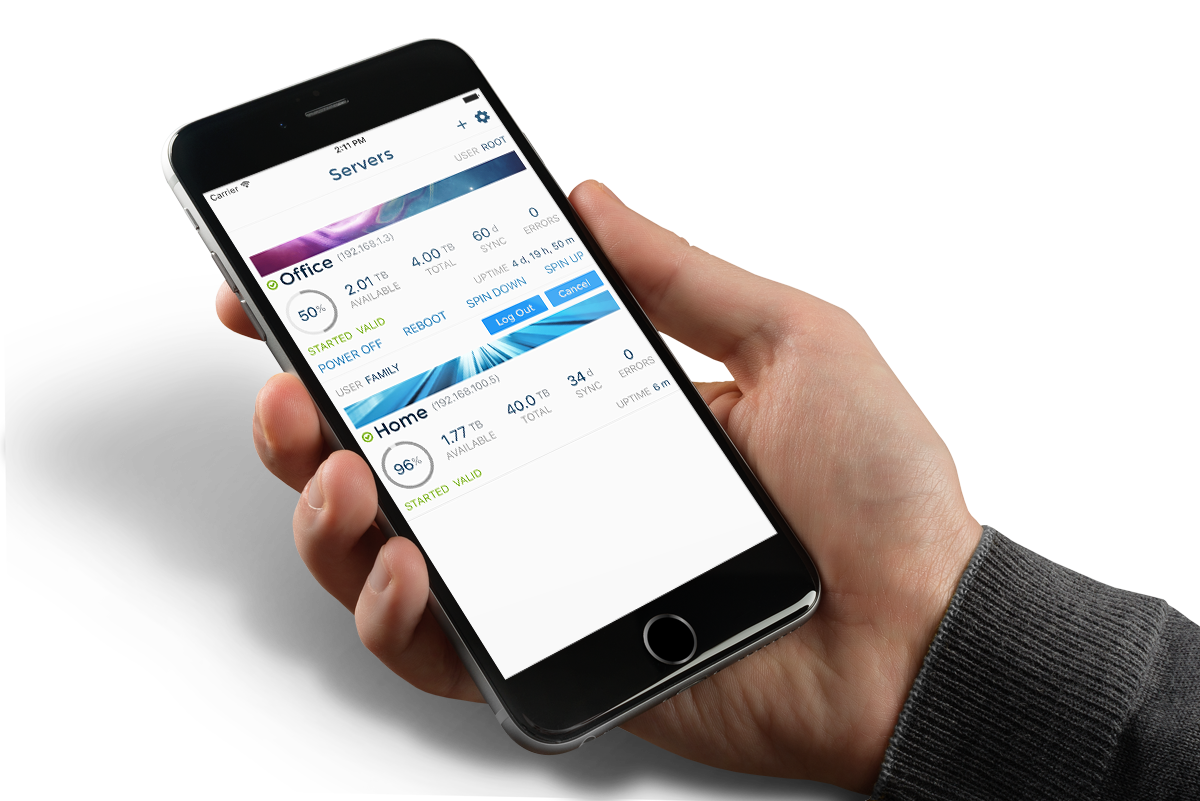 2:11 PM
Carrier
Servers
+
USER ROOT
Office (192.168.1.3)
50%
2.01 TB
AVAILABLE
4.00 TB
TOTAL
60 d
SYNC
0
ERRORS
STARTED VALID
UPTIME 4 d, 19 h, 50 m
POWER OFF
REBOOT
SPIN DOWN
SPIN UP
Log Out
Cancel
USER FAMILY
Home (192.168.100.5)
96%
1.77 TB
AVAILABLE
40.0 TB
TOTAL
34 d
SYNC
0
ERRORS
STARTED VALID
UPTIME 6 m